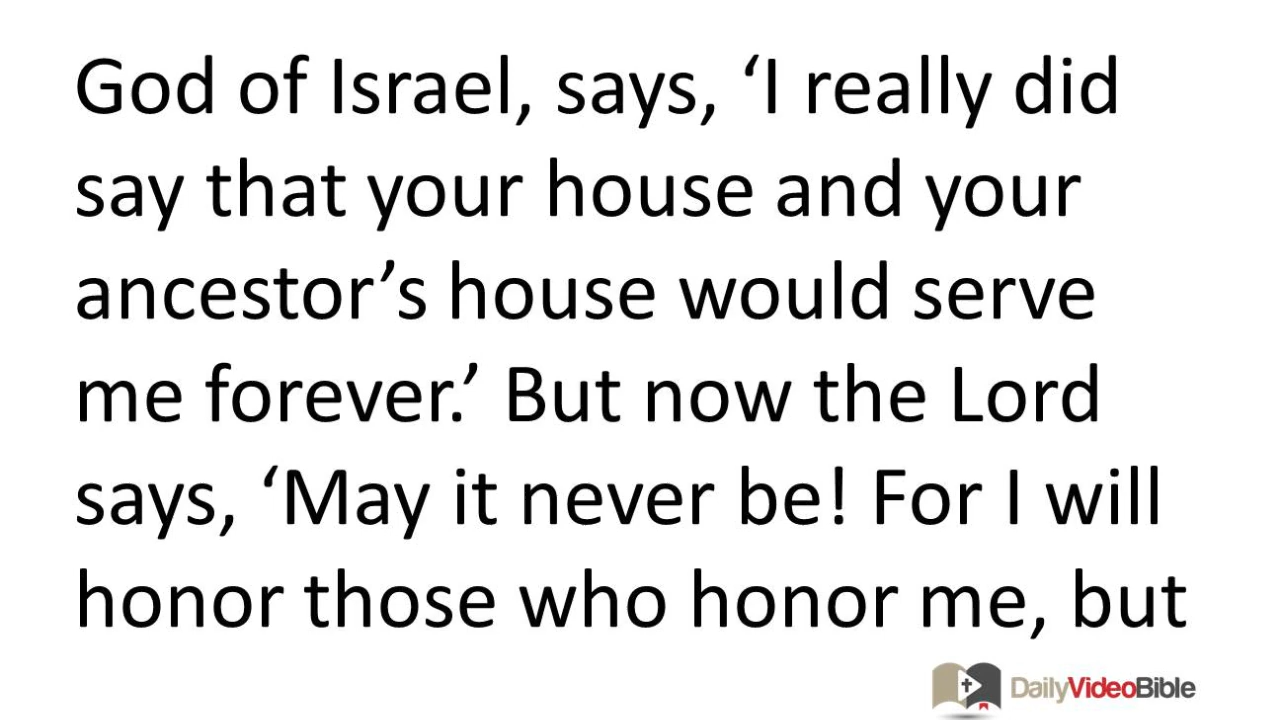 God of Israel, says, ‘I really did
say that your house and your
ancestor’s house would serve
me forever.’ But now the Lord
says, ‘May it never be! For I will
honor those who honor me, but
DailyVideoBible